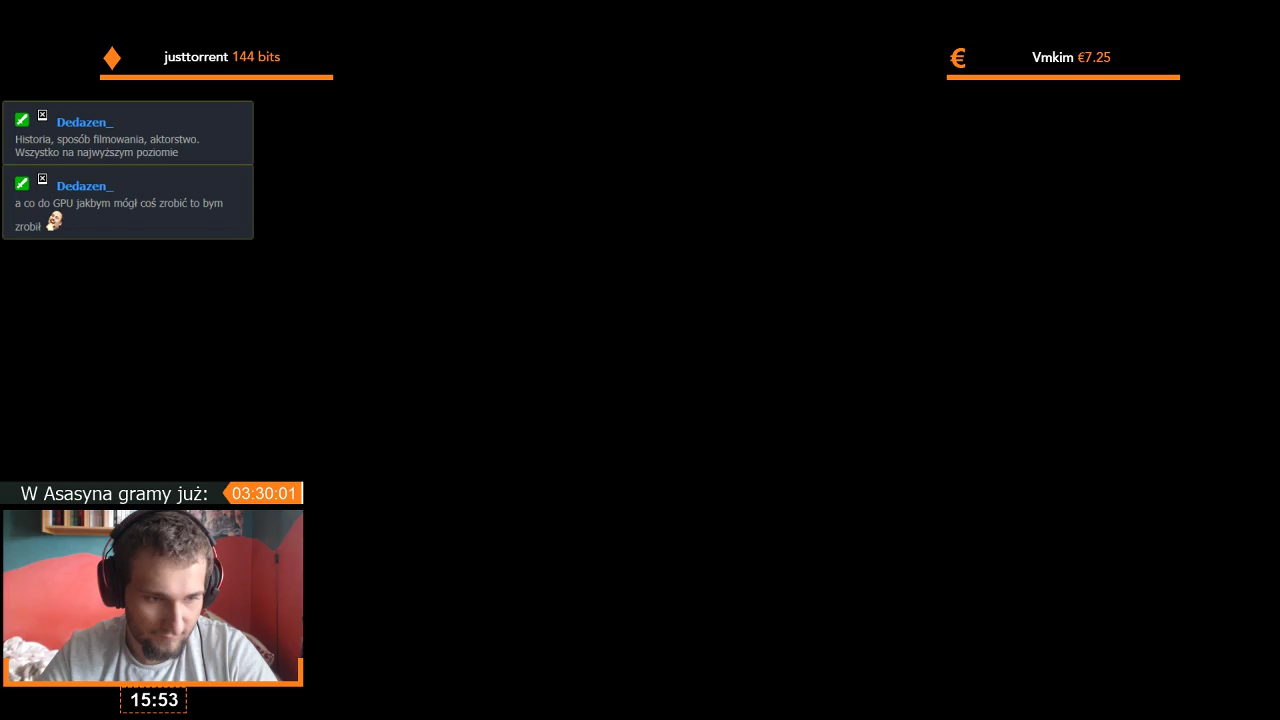 justtorrent 144 bits
€ Vmkim €7.25
Dedazen_
Historia, sposób filmowania, aktorstwo.
Wszystko na najwyższym poziomie
Dedazen_
a co do GPU jakbym mógł coś zrobić to bym
zrobił
W Asasyna gramy już: 03:30:01
15:53